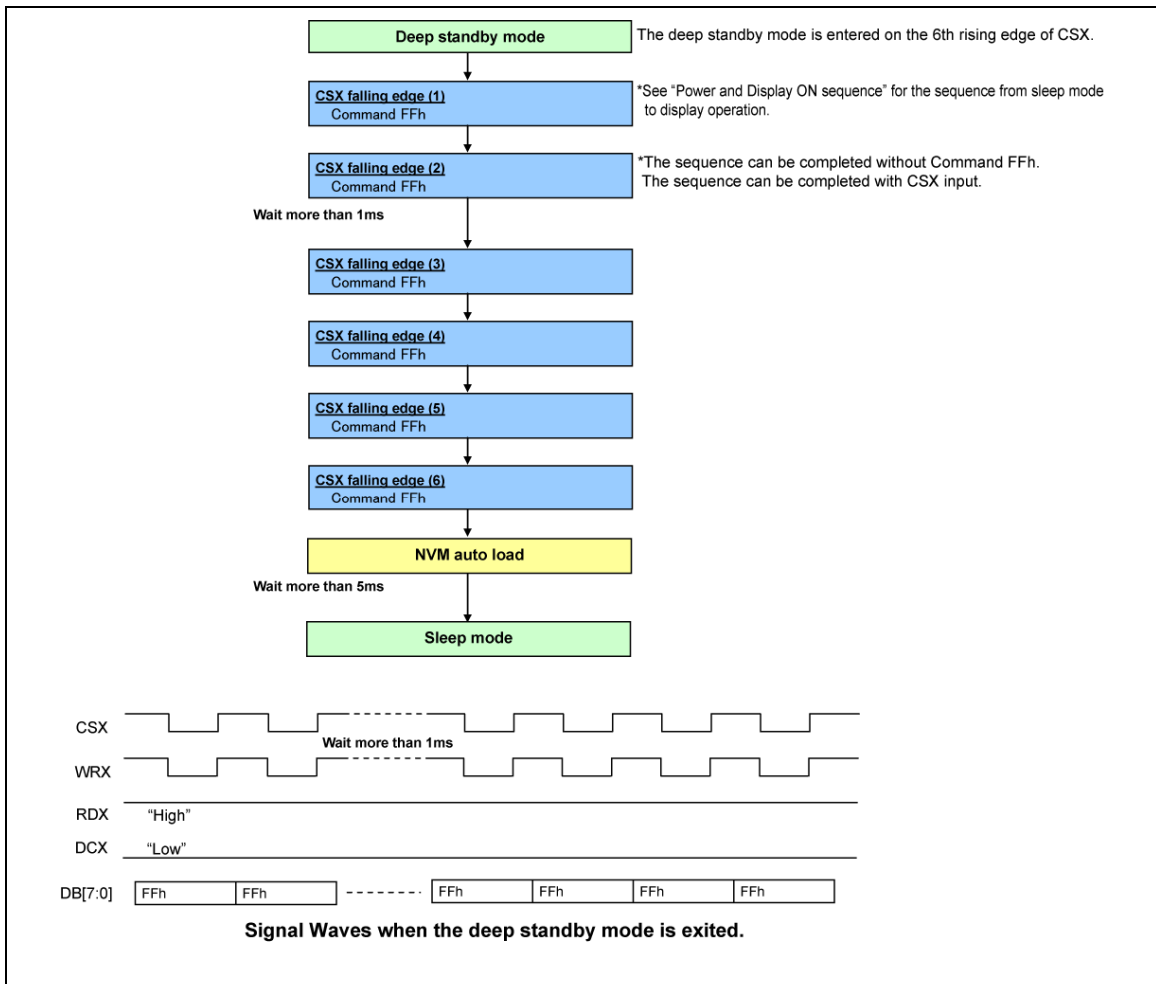 Deep standby mode
The deep standby mode is entered on the 6th rising edge of CSX.
CSX falling edge (1)
Command FFh
*See “Power and Display ON sequence” for the sequence from sleep mode
to display operation.
CSX falling edge (2)
Command FFh
*The sequence can be completed without Command FFh.
The sequence can be completed with CSX input.
Wait more than 1ms
CSX falling edge (3)
Command FFh
CSX falling edge (4)
Command FFh
CSX falling edge (5)
Command FFh
CSX falling edge (6)
Command FFh
NVM auto load
Wait more than 5ms
Sleep mode
CSX
Wait more than 1ms
WRX
RDX “High”
DCX “Low”
DB[7:0] FFh FFh FFh FFh FFh FFh
Signal Waves when the deep standby mode is exited.